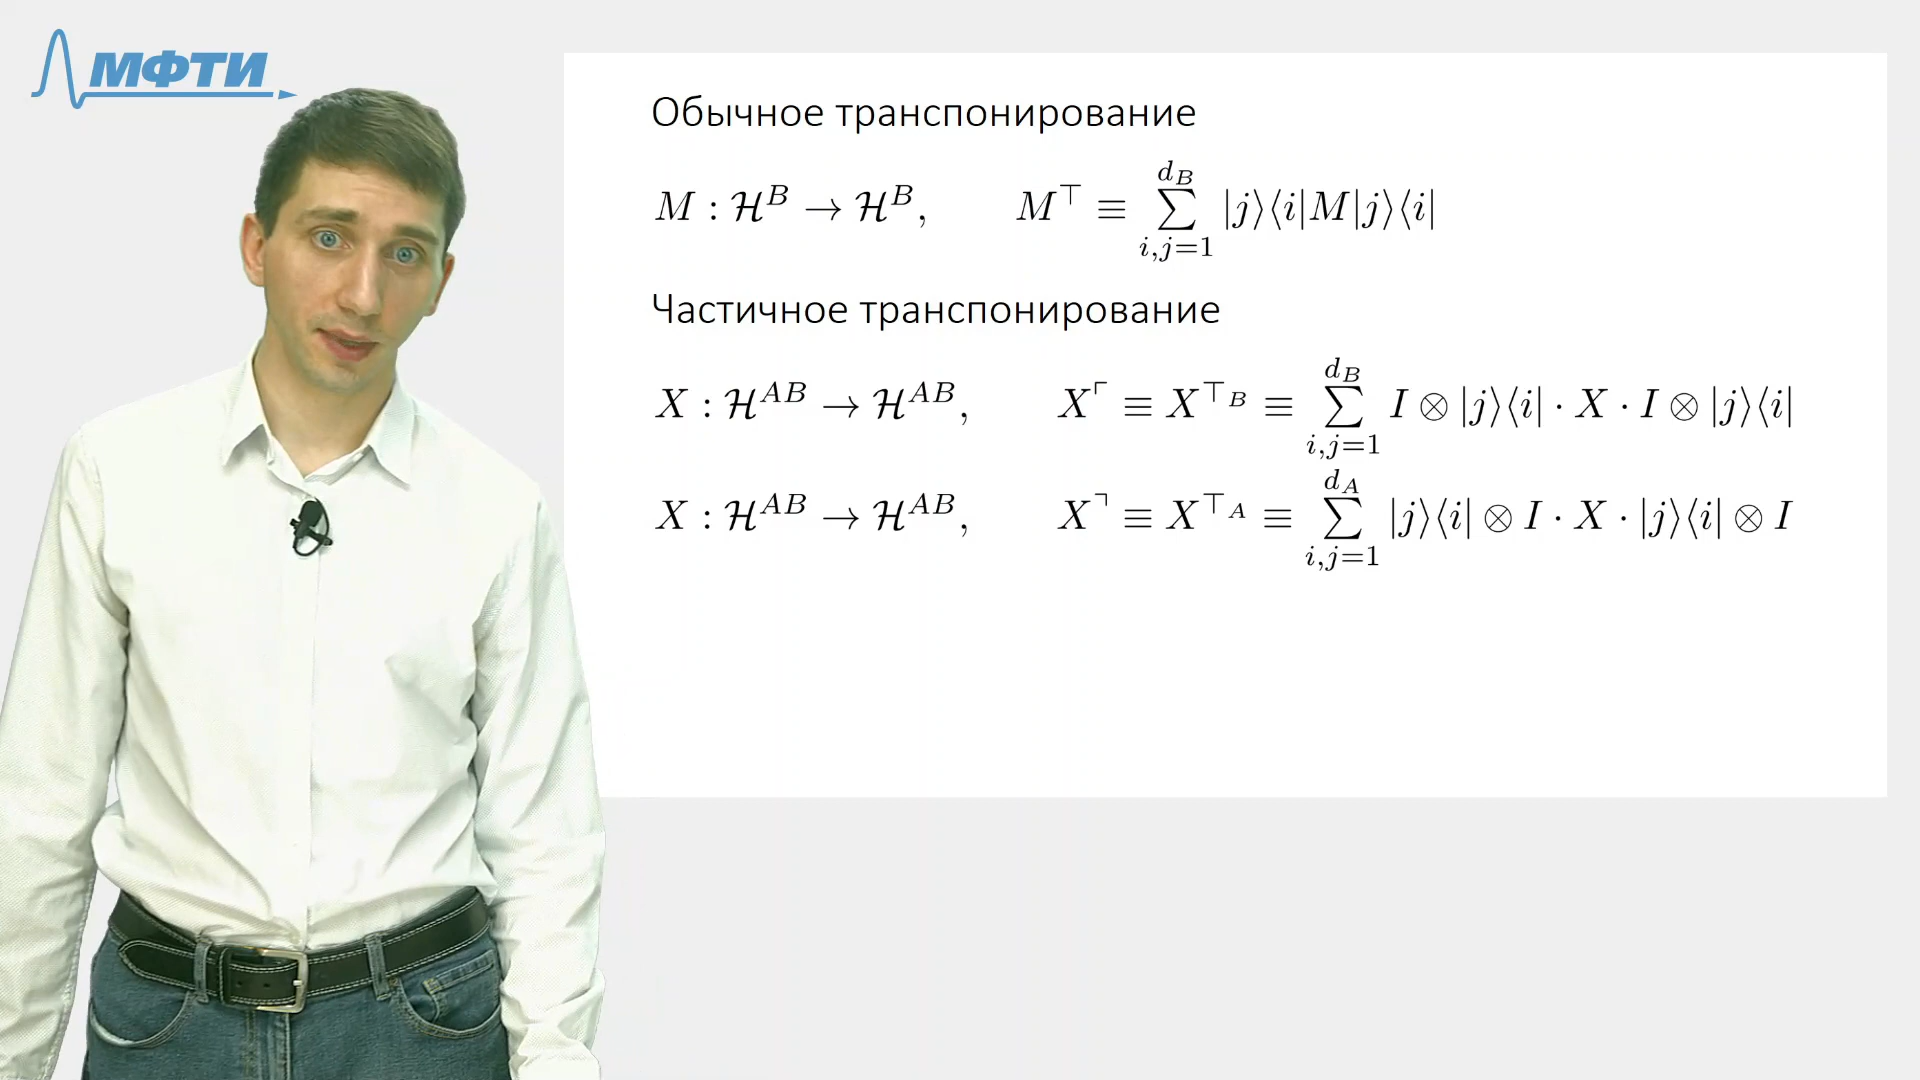 МФТИ
Обычное транспонирование
M : ℋ^B → ℋ^B, M^⊤ ≡ ∑_{i,j=1}^{d_B} |j⟩⟨i|M|j⟩⟨i|
Частичное транспонирование
X : ℋ^{AB} → ℋ^{AB}, X^⌜ ≡ X^{⊤_B} ≡ ∑_{i,j=1}^{d_B} I ⊗ |j⟩⟨i| · X · I ⊗ |j⟩⟨i|
X : ℋ^{AB} → ℋ^{AB}, X^⌝ ≡ X^{⊤_A} ≡ ∑_{i,j=1}^{d_A} |j⟩⟨i| ⊗ I · X · |j⟩⟨i| ⊗ I